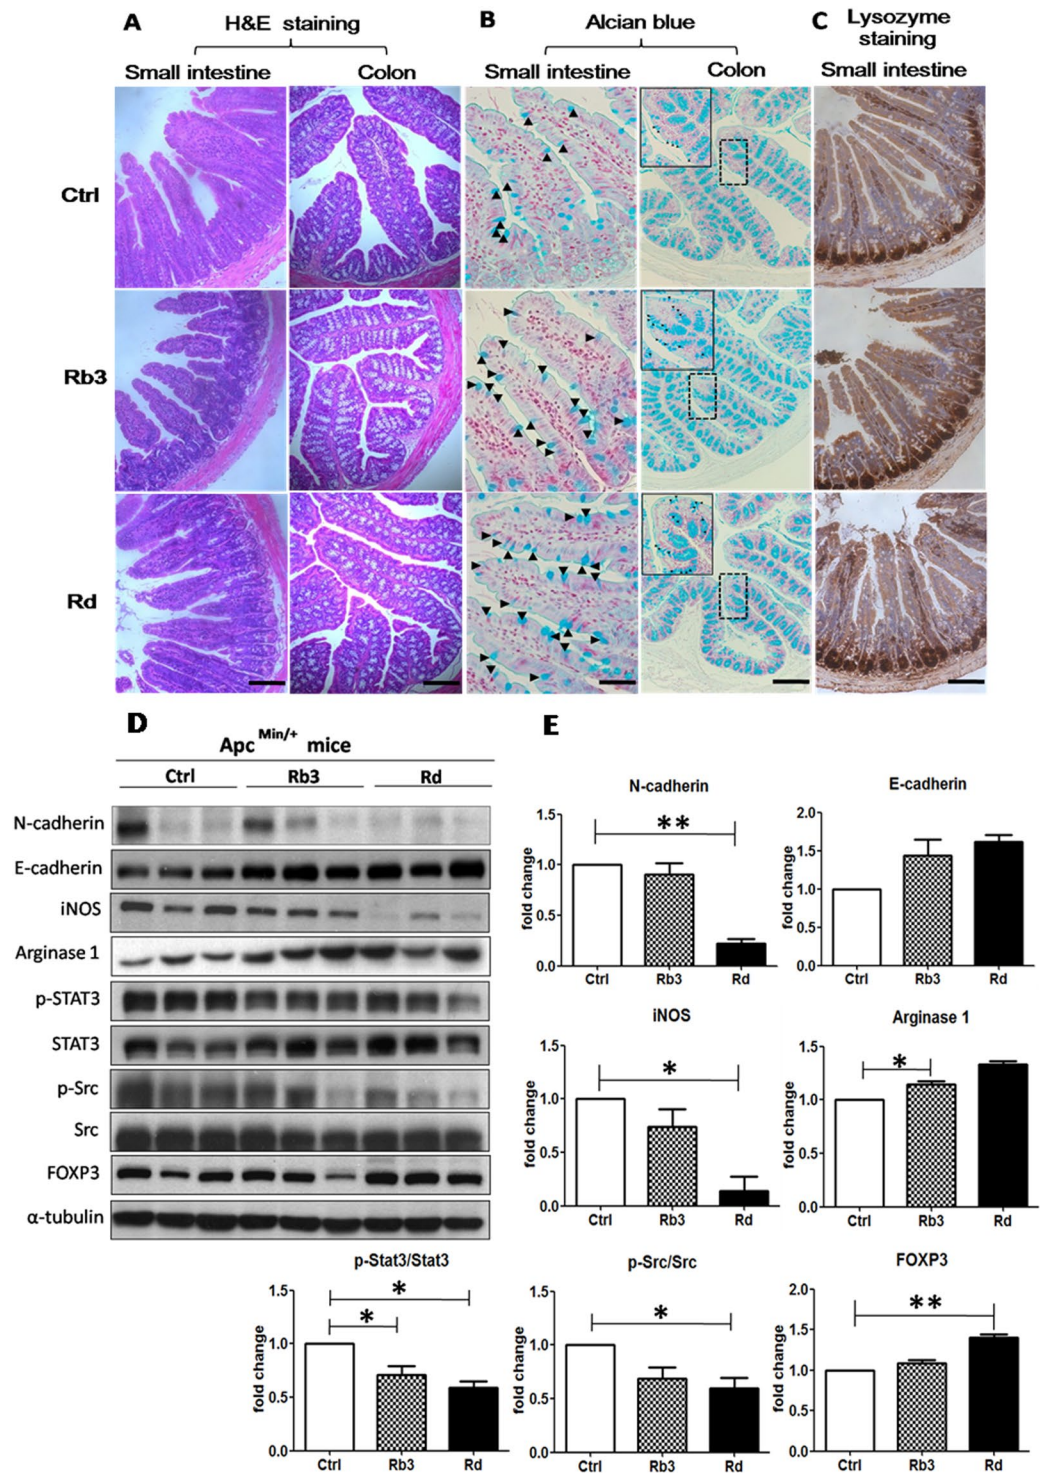 A H&E staining B Alcian blue C Lysozyme staining
Small intestine Colon Small intestine Colon Small intestine
Ctrl
Rb3
Rd
D
Apc Min/+ mice
Ctrl Rb3 Rd
N-cadherin
E-cadherin
iNOS
Arginase 1
p-STAT3
STAT3
p-Src
Src
FOXP3
α-tubulin
E
N-cadherin
fold change
1.5
1.0
0.5
0.0
**
Ctrl Rb3 Rd
E-cadherin
fold change
2.0
1.5
1.0
0.5
0.0
Ctrl Rb3 Rd
iNOS
fold change
1.5
1.0
0.5
0.0
*
Ctrl Rb3 Rd
Arginase 1
fold change
1.5
1.0
0.5
0.0
*
Ctrl Rb3 Rd
p-Stat3/Stat3
fold change
1.5
1.0
0.5
0.0
*
*
Ctrl Rb3 Rd
p-Src/Src
fold change
1.5
1.0
0.5
0.0
*
Ctrl Rb3 Rd
FOXP3
fold change
2.0
1.5
1.0
0.5
0.0
**
Ctrl Rb3 Rd